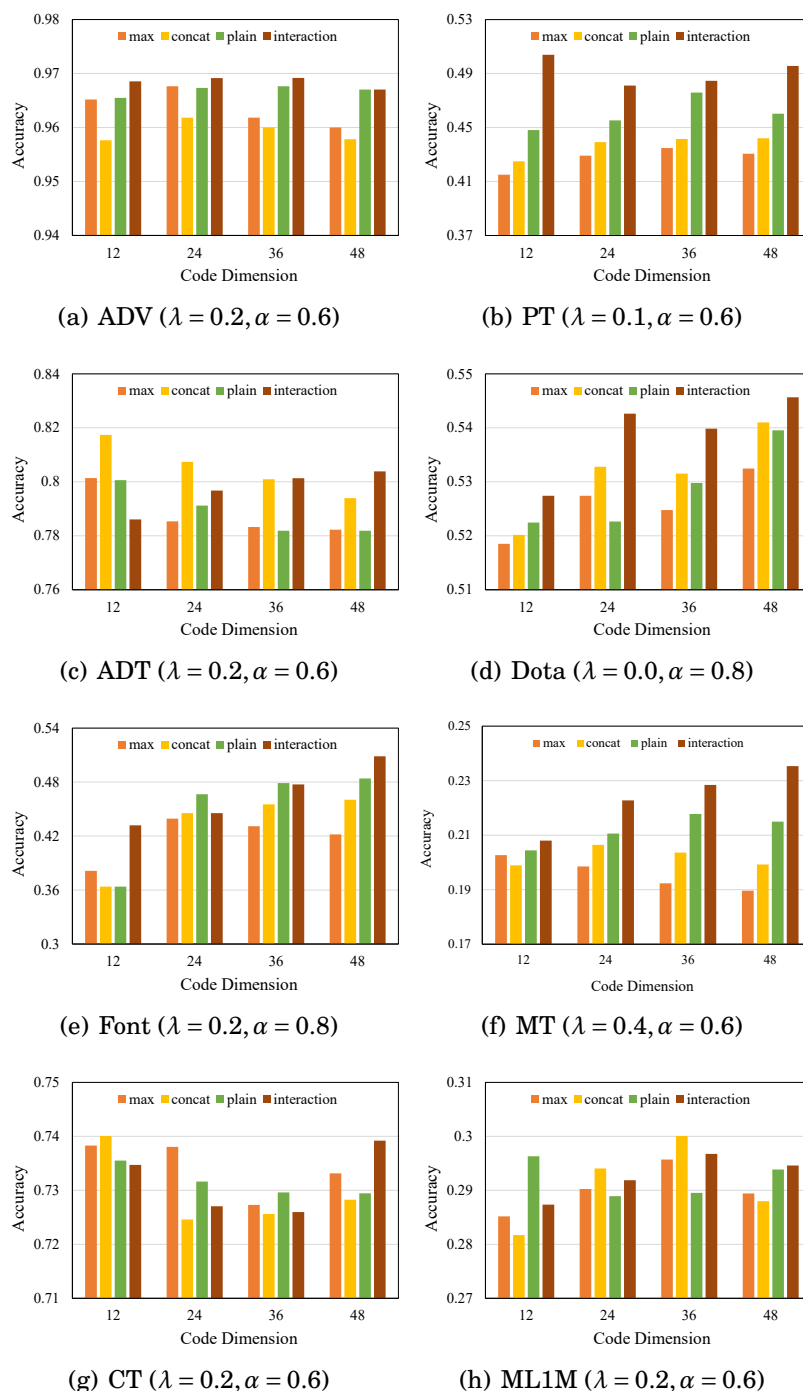 0.98
max concat plain interaction
0.97
0.96
0.95
0.94
Accuracy
12 24 36 48
Code Dimension
(a) ADV (λ = 0.2, α = 0.6)
0.53
max concat plain interaction
0.49
0.45
0.41
0.37
Accuracy
12 24 36 48
Code Dimension
(b) PT (λ = 0.1, α = 0.6)
0.84
max concat plain interaction
0.82
0.8
0.78
0.76
Accuracy
12 24 36 48
Code Dimension
(c) ADT (λ = 0.2, α = 0.6)
0.55
max concat plain interaction
0.54
0.53
0.52
0.51
Accuracy
12 24 36 48
Code Dimension
(d) Dota (λ = 0.0, α = 0.8)
0.54
max concat plain interaction
0.48
0.42
0.36
0.3
Accuracy
12 24 36 48
Code Dimension
(e) Font (λ = 0.2, α = 0.8)
0.25
max concat plain interaction
0.23
0.21
0.19
0.17
Accuracy
12 24 36 48
Code Dimension
(f) MT (λ = 0.4, α = 0.6)
0.75
max concat plain interaction
0.74
0.73
0.72
0.71
Accuracy
12 24 36 48
Code Dimension
(g) CT (λ = 0.2, α = 0.6)
0.31
max concat plain interaction
0.3
0.29
0.28
0.27
Accuracy
12 24 36 48
Code Dimension
(h) ML1M (λ = 0.2, α = 0.6)